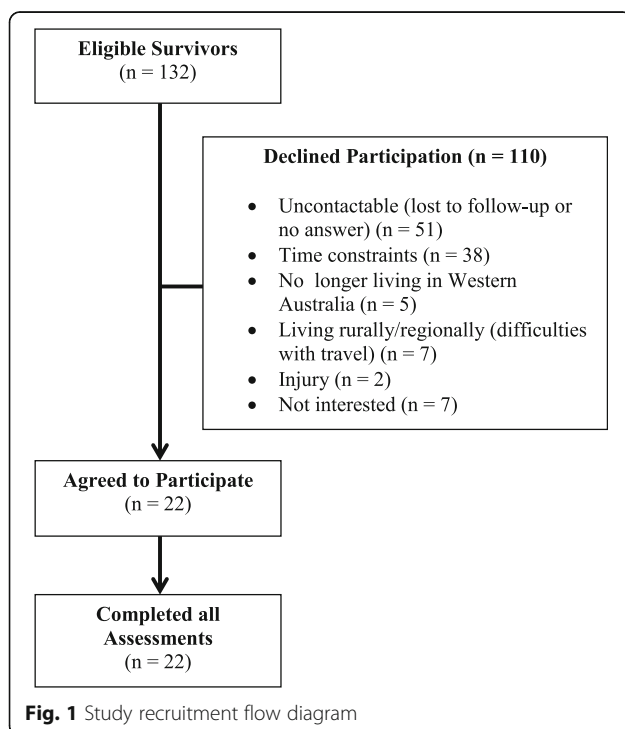 Eligible Survivors
(n = 132)
Declined Participation (n = 110)
• Uncontactable (lost to follow-up or
no answer) (n = 51)
• Time constraints (n = 38)
• No longer living in Western
Australia (n = 5)
• Living rurally/regionally (difficulties
with travel) (n = 7)
• Injury (n = 2)
• Not interested (n = 7)
Agreed to Participate
(n = 22)
Completed all
Assessments
(n = 22)
Fig. 1 Study recruitment flow diagram